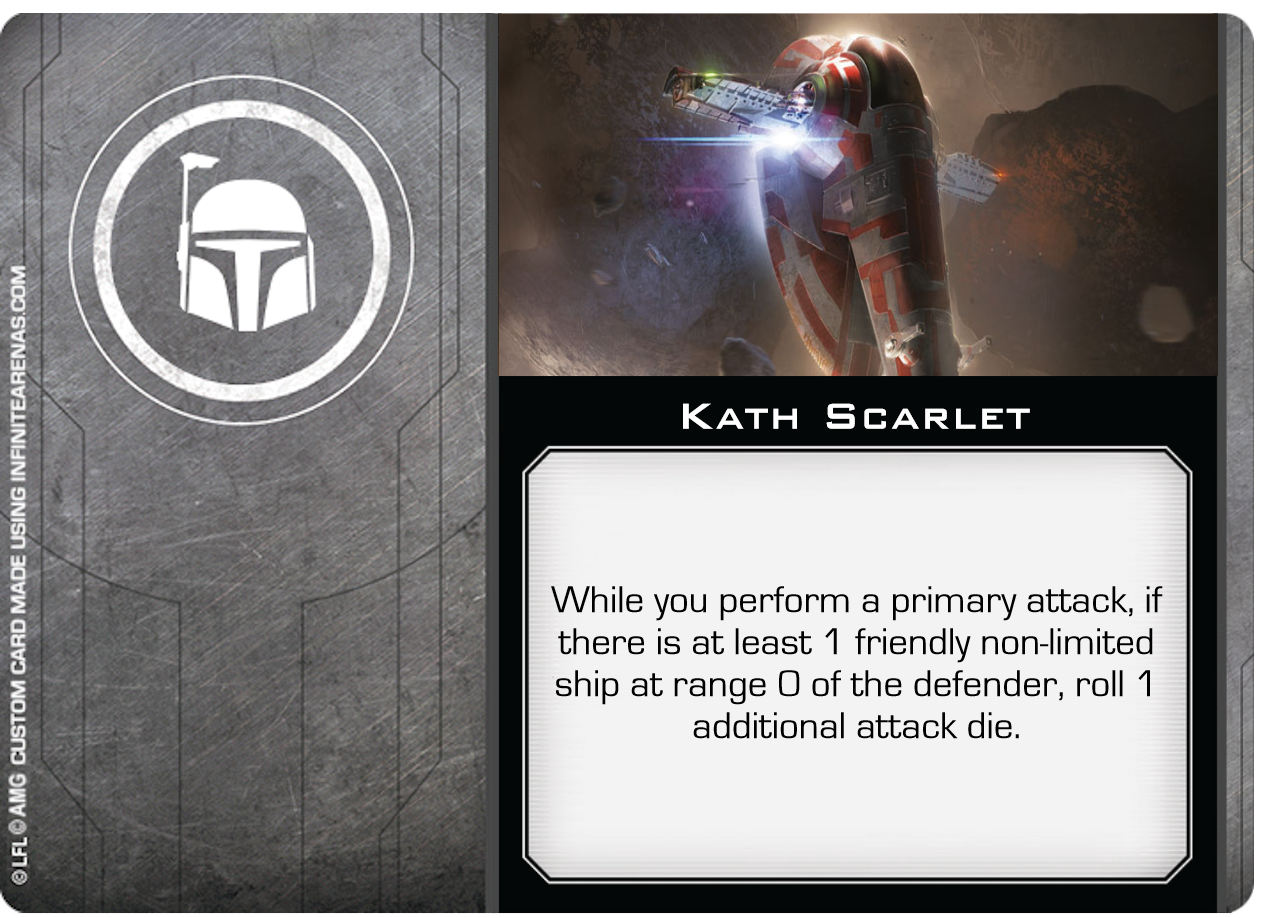 ©LFL ©AMG CUSTOM CARD MADE USING INFINITEARENAS.COM
Kath Scarlet
While you perform a primary attack, if
there is at least 1 friendly non-limited
ship at range 0 of the defender, roll 1
additional attack die.